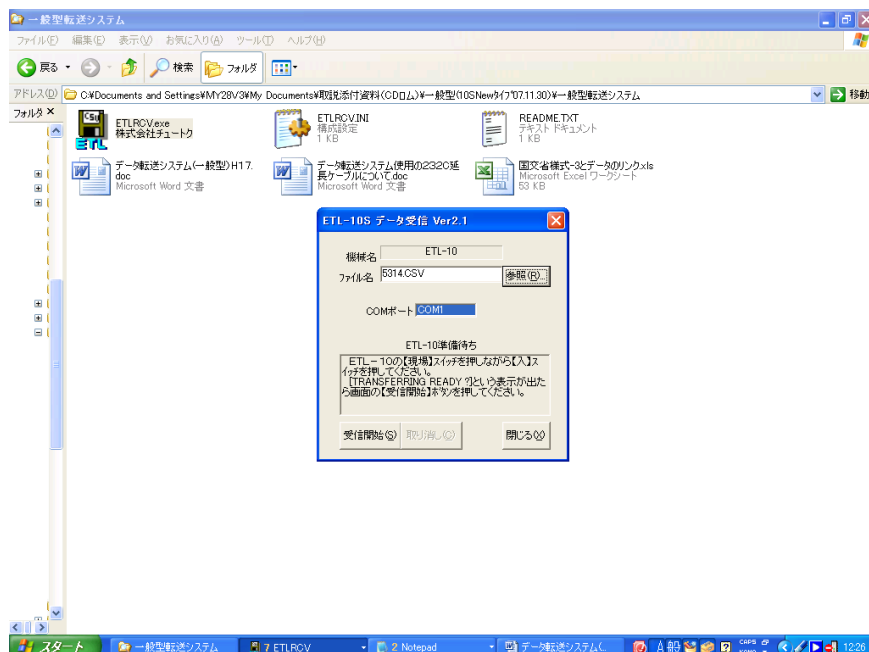 一般型転送システム
ファイル(F) 編集(E) 表示(V) お気に入り(A) ツール(T) ヘルプ(H)
戻る 検索 フォルダ
アドレス(D) C:¥Documents and Settings¥MY28V3¥My Documents¥取説添付資料(CDロム)¥一般型(10SNewタイプ'07.11.30)¥一般型転送システム 移動
フォルダ
ETLRCV.exe
株式会社チュートク
ETLRCV.INI
構成設定
1 KB
README.TXT
テキスト ドキュメント
1 KB
データ転送システム(一般型)H17.
doc
Microsoft Word 文書
データ転送システム使用の232C延
長ケーブルについて.doc
Microsoft Word 文書
国交省様式-3とデータのリンク.xls
Microsoft Excel ワークシート
53 KB
ETL-10S データ受信 Ver2.1
機械名 ETL-10
ファイル名 5314.CSV 参照(R)...
COMポート COM1
ETL-10準備待ち
ETL-10の【現場】スイッチを押しながら【入】ス
イッチを押してください。
[TRANSFERRING READY ?]という表示が出た
ら画面の【受信開始】ボタンを押してください。
受信開始(S) 取り消し(C) 閉じる(X)
スタート 一般型転送システム 7 ETLRCV 2 Notepad データ転送システム(... A 般 CAPS 12:26